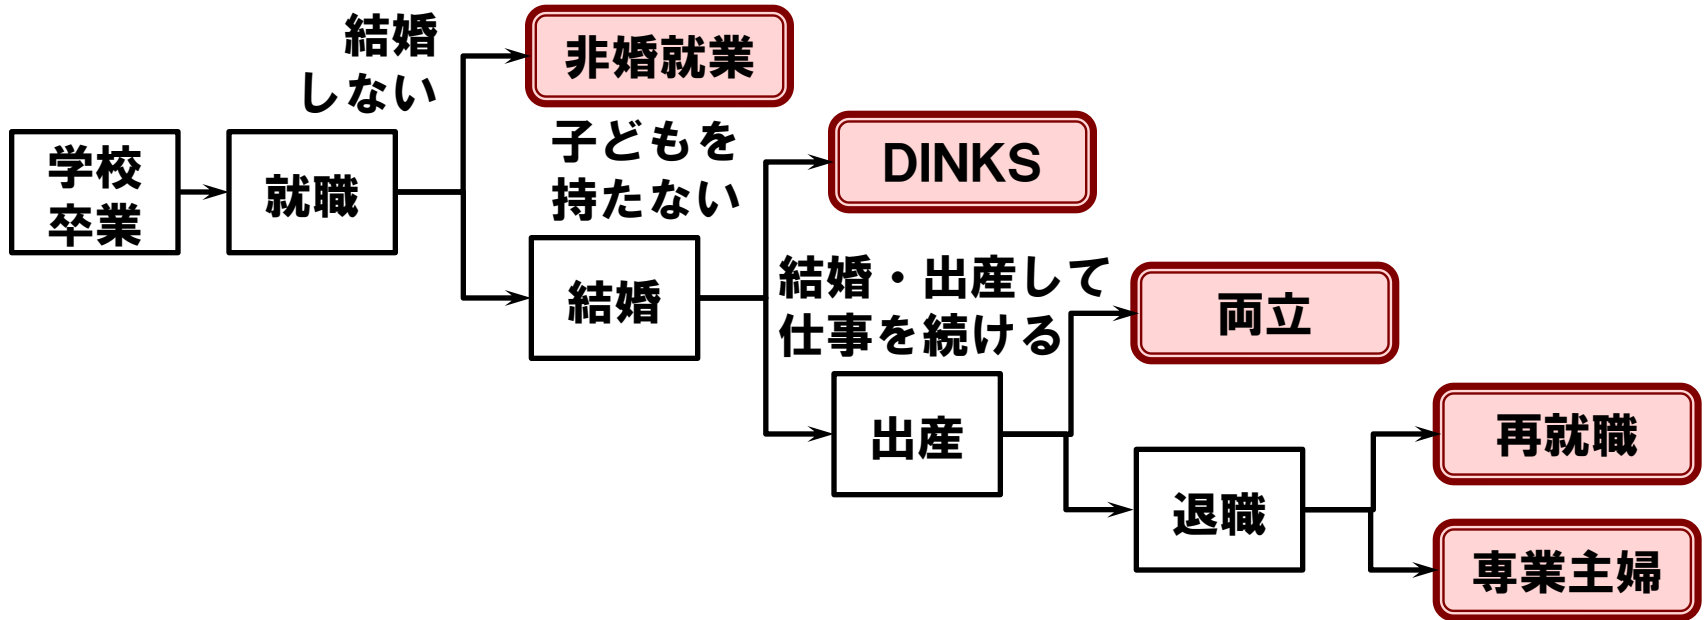 結婚
しない
非婚就業
学校
卒業
就職
子どもを
持たない
DINKS
結婚
結婚・出産して
仕事を続ける
両立
出産
再就職
退職
専業主婦